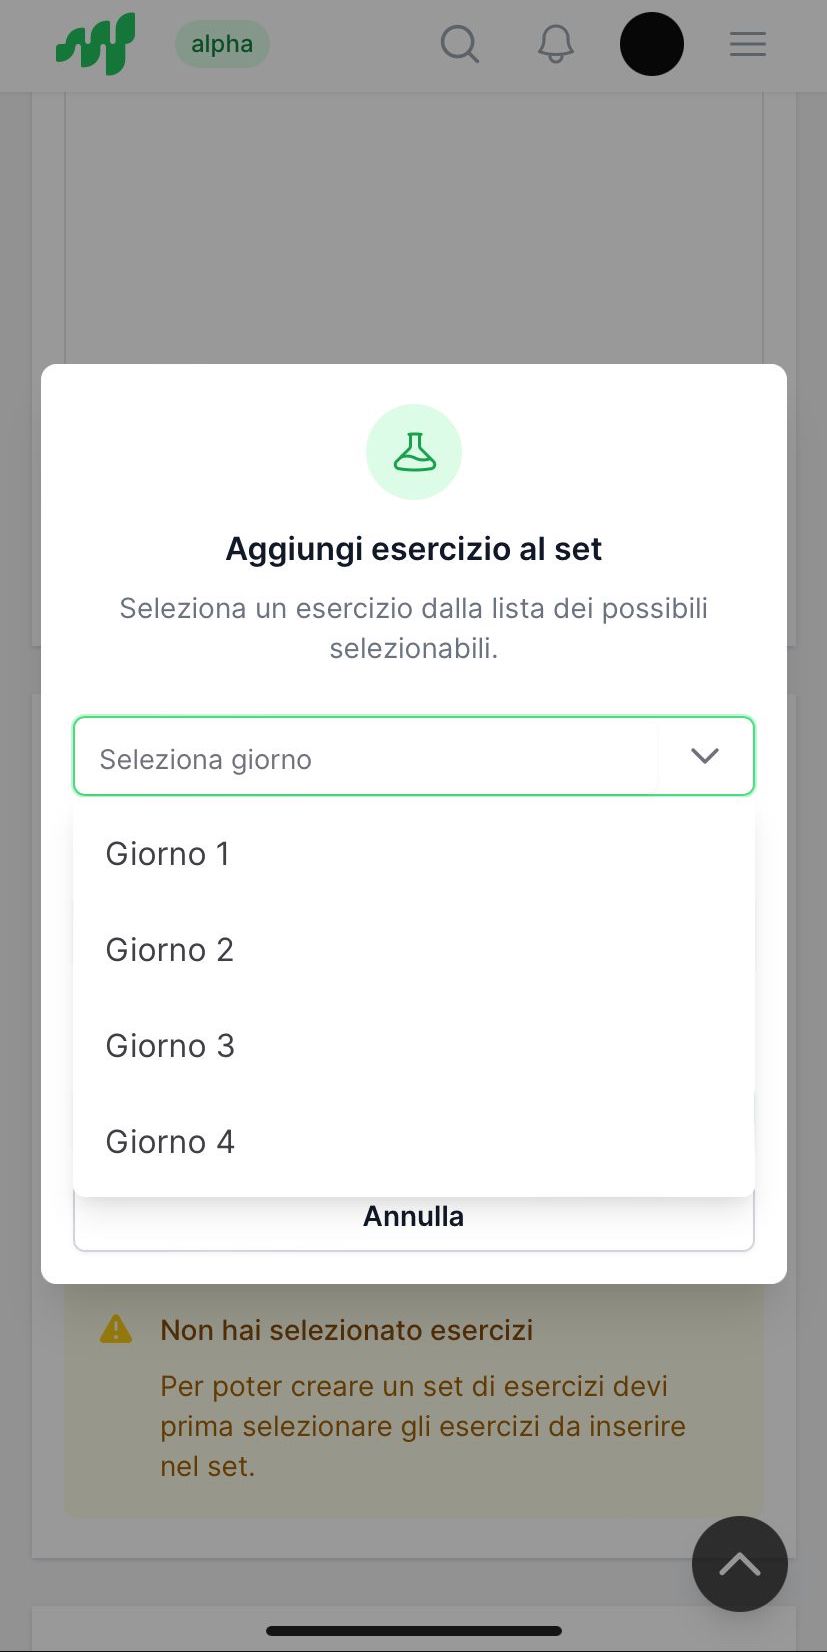 alpha
Aggiungi esercizio al set
Seleziona un esercizio dalla lista dei possibili
selezionabili.
Seleziona giorno
Giorno 1
Giorno 2
Giorno 3
Giorno 4
Annulla
Non hai selezionato esercizi
Per poter creare un set di esercizi devi
prima selezionare gli esercizi da inserire
nel set.